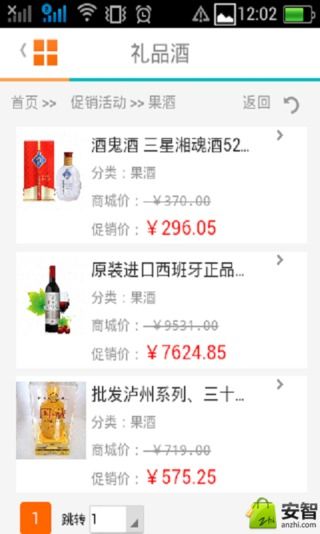 12:02
礼品酒
首页 >> 促销活动 >> 果酒 返回
酒鬼酒 三星湘魂酒52...
分类：果酒
商城价：￥370.00
促销价：￥296.05
原装进口西班牙正品...
分类：果酒
商城价：￥9531.00
促销价：￥7624.85
批发泸州系列、三十...
分类：果酒
商城价：￥719.00
促销价：￥575.25
1 跳转 1
安智
anzhi.com